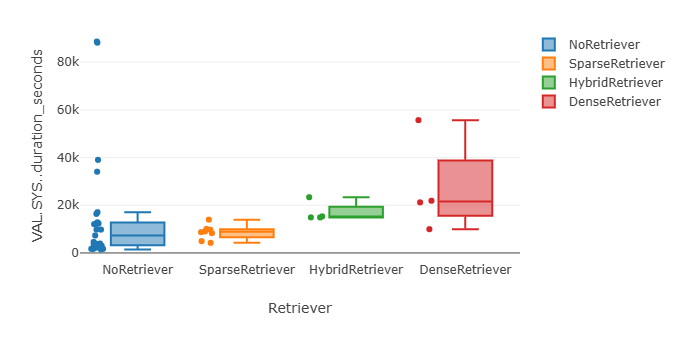 VAL.SYS..duration_seconds
80k
60k
40k
20k
0
NoRetriever
SparseRetriever
HybridRetriever
DenseRetriever
Retriever
NoRetriever
SparseRetriever
HybridRetriever
DenseRetriever